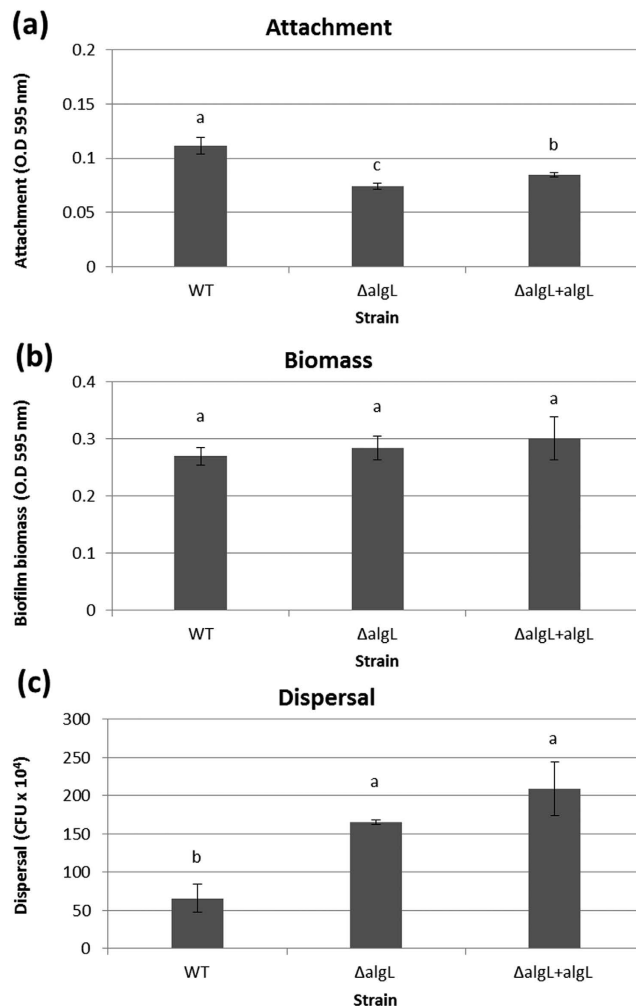 (a)
Attachment
Attachment (O.D 595 nm)
0.2
0.15
0.1
0.05
0
a
c
b
WT
ΔalgL
ΔalgL+algL
Strain
(b)
Biomass
Biofilm biomass (O.D 595 nm)
0.4
0.3
0.2
0.1
0
a
a
a
WT
ΔalgL
ΔalgL+algL
Strain
(c)
Dispersal
Dispersal (CFU x 10⁴)
300
250
200
150
100
50
0
b
a
a
WT
ΔalgL
ΔalgL+algL
Strain